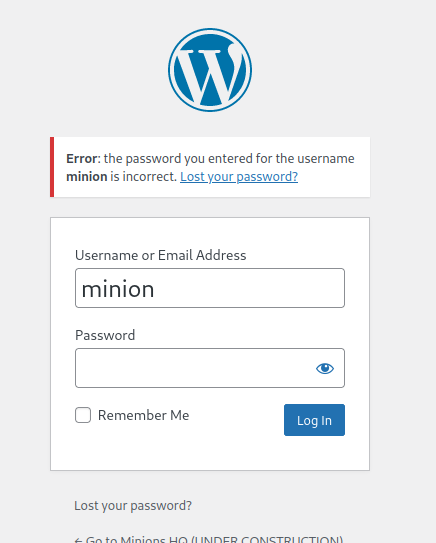 Error: the password you entered for the username
minion is incorrect. Lost your password?
Username or Email Address
minion
Password
Remember Me
Log In
Lost your password?
← Go to Minions HQ (UNDER CONSTRUCTION)